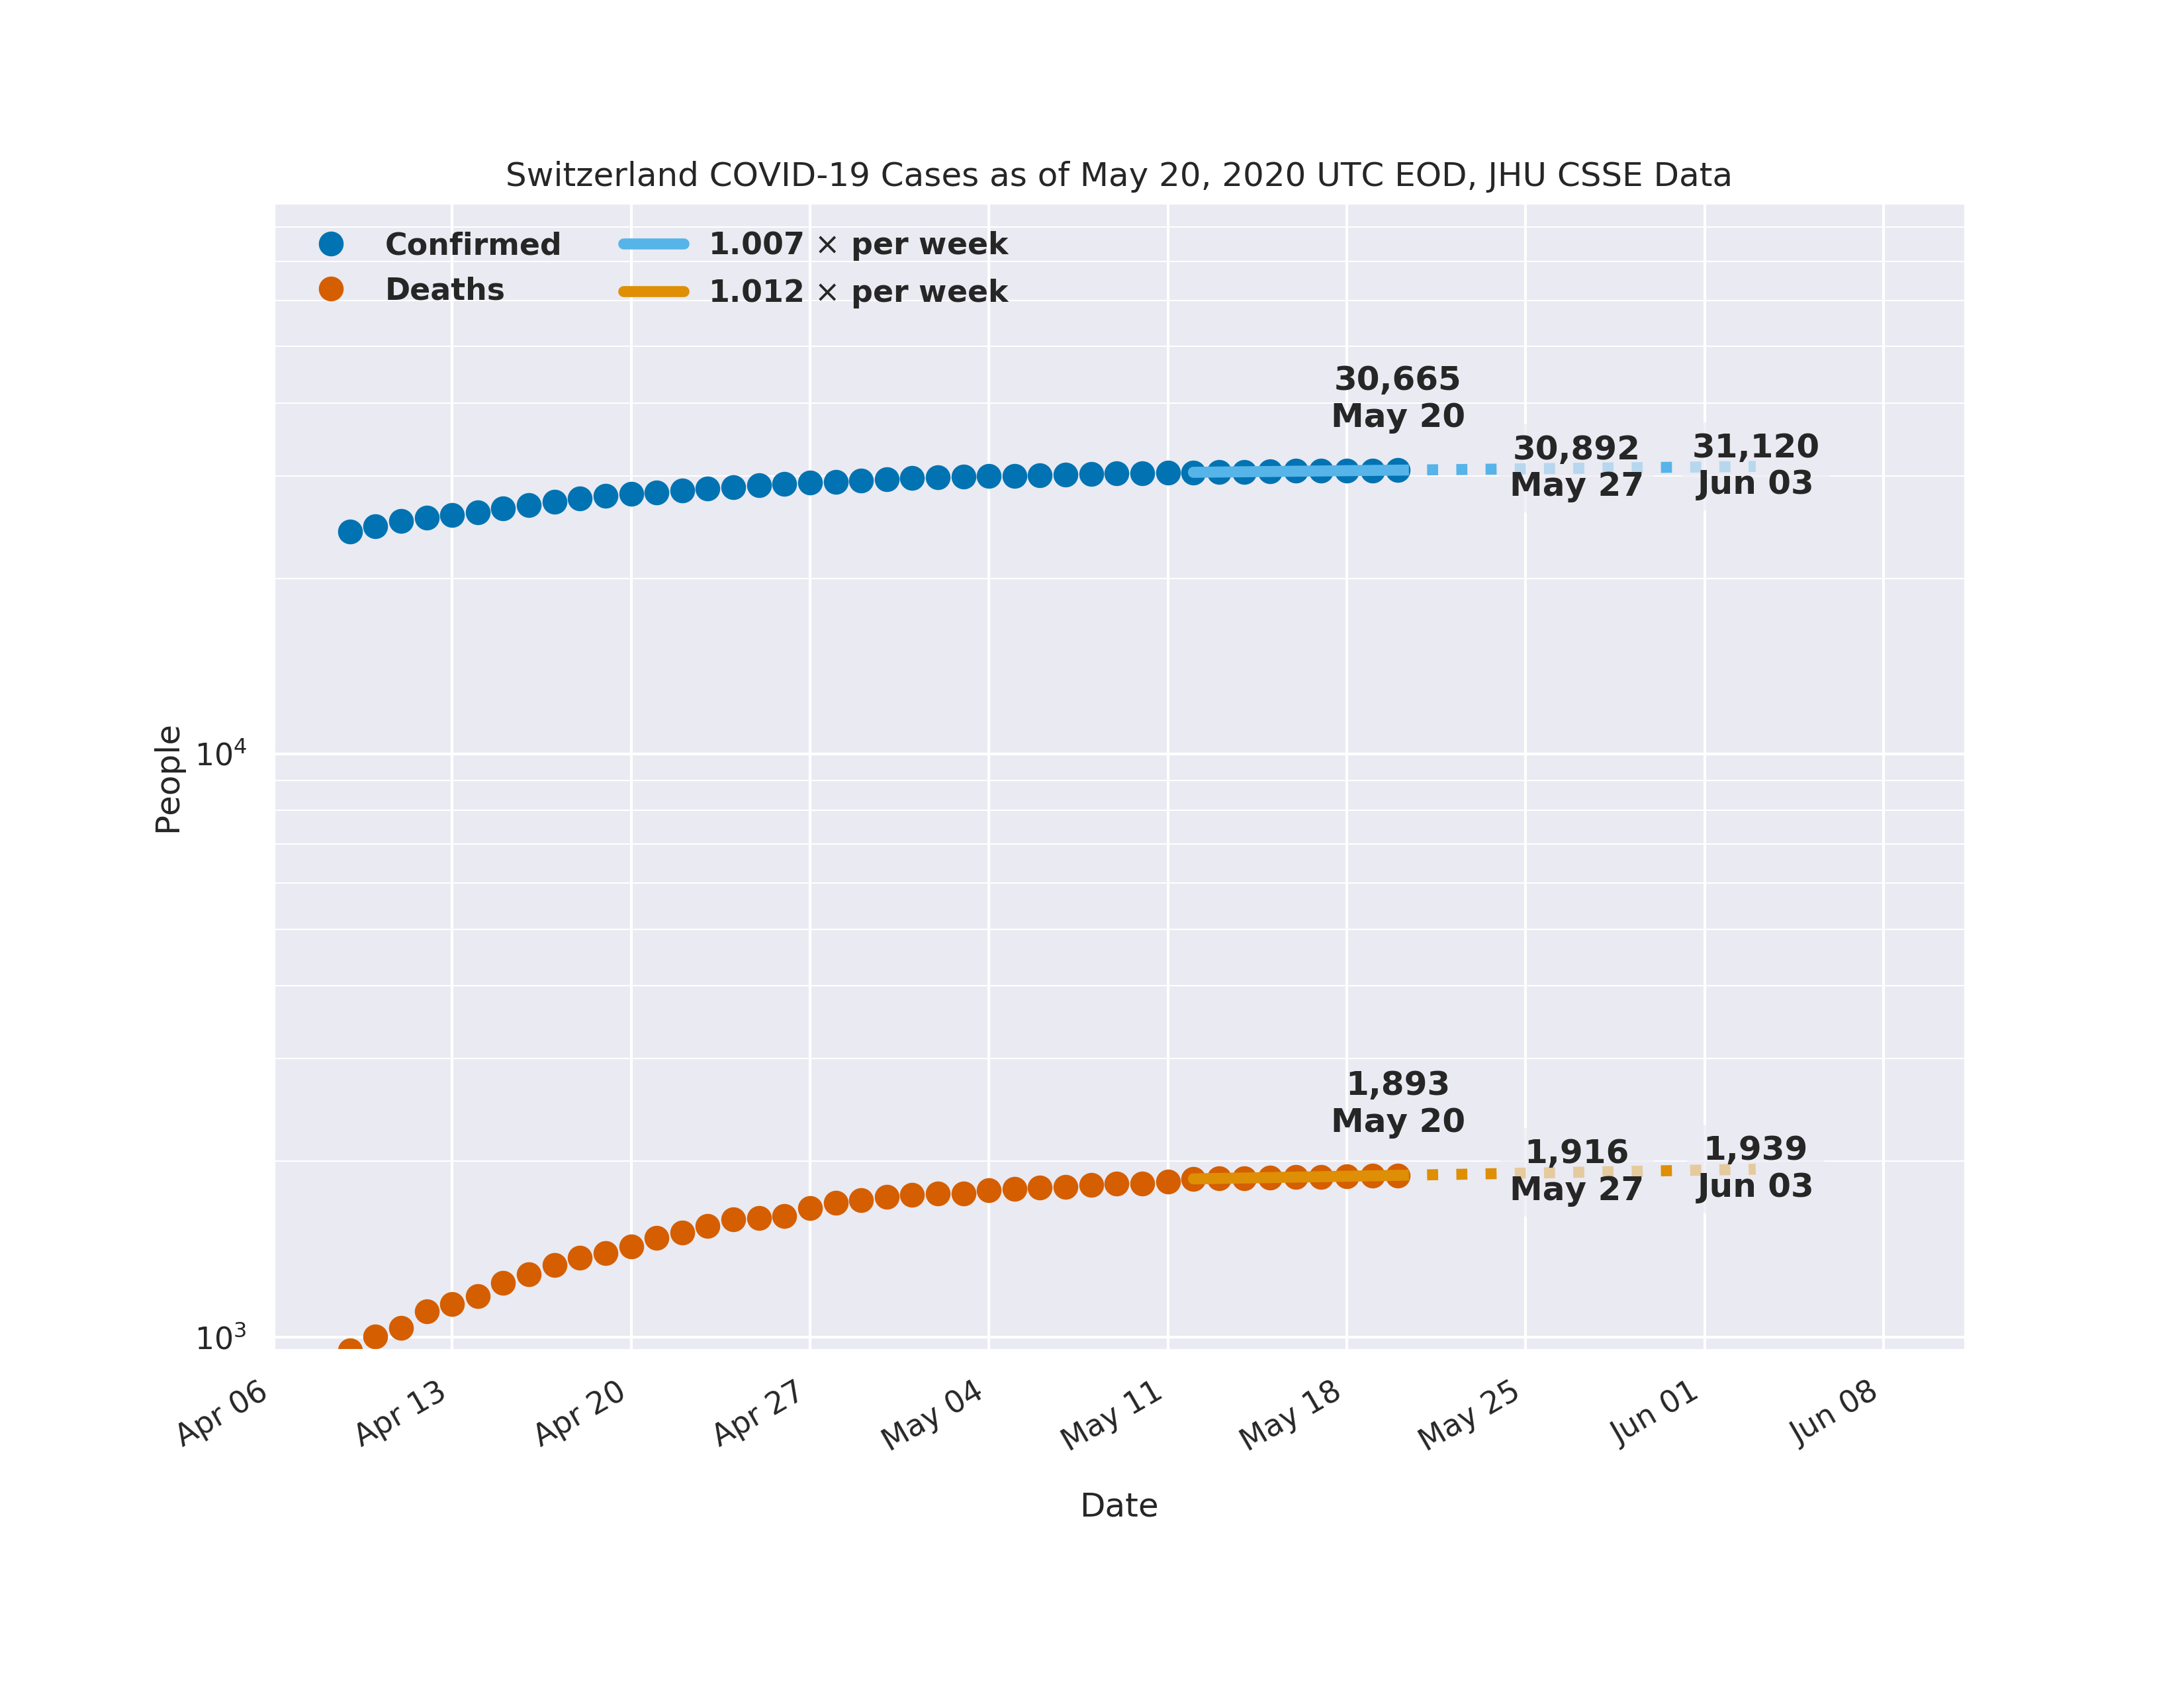 Switzerland COVID-19 Cases as of May 20, 2020 UTC EOD, JHU CSSE Data
Confirmed
Deaths
1.007 × per week
1.012 × per week
30,665
May 20
30,892
May 27
31,120
Jun 03
1,893
May 20
1,916
May 27
1,939
Jun 03
People
10⁴
10³
Apr 06
Apr 13
Apr 20
Apr 27
May 04
May 11
May 18
May 25
Jun 01
Jun 08
Date